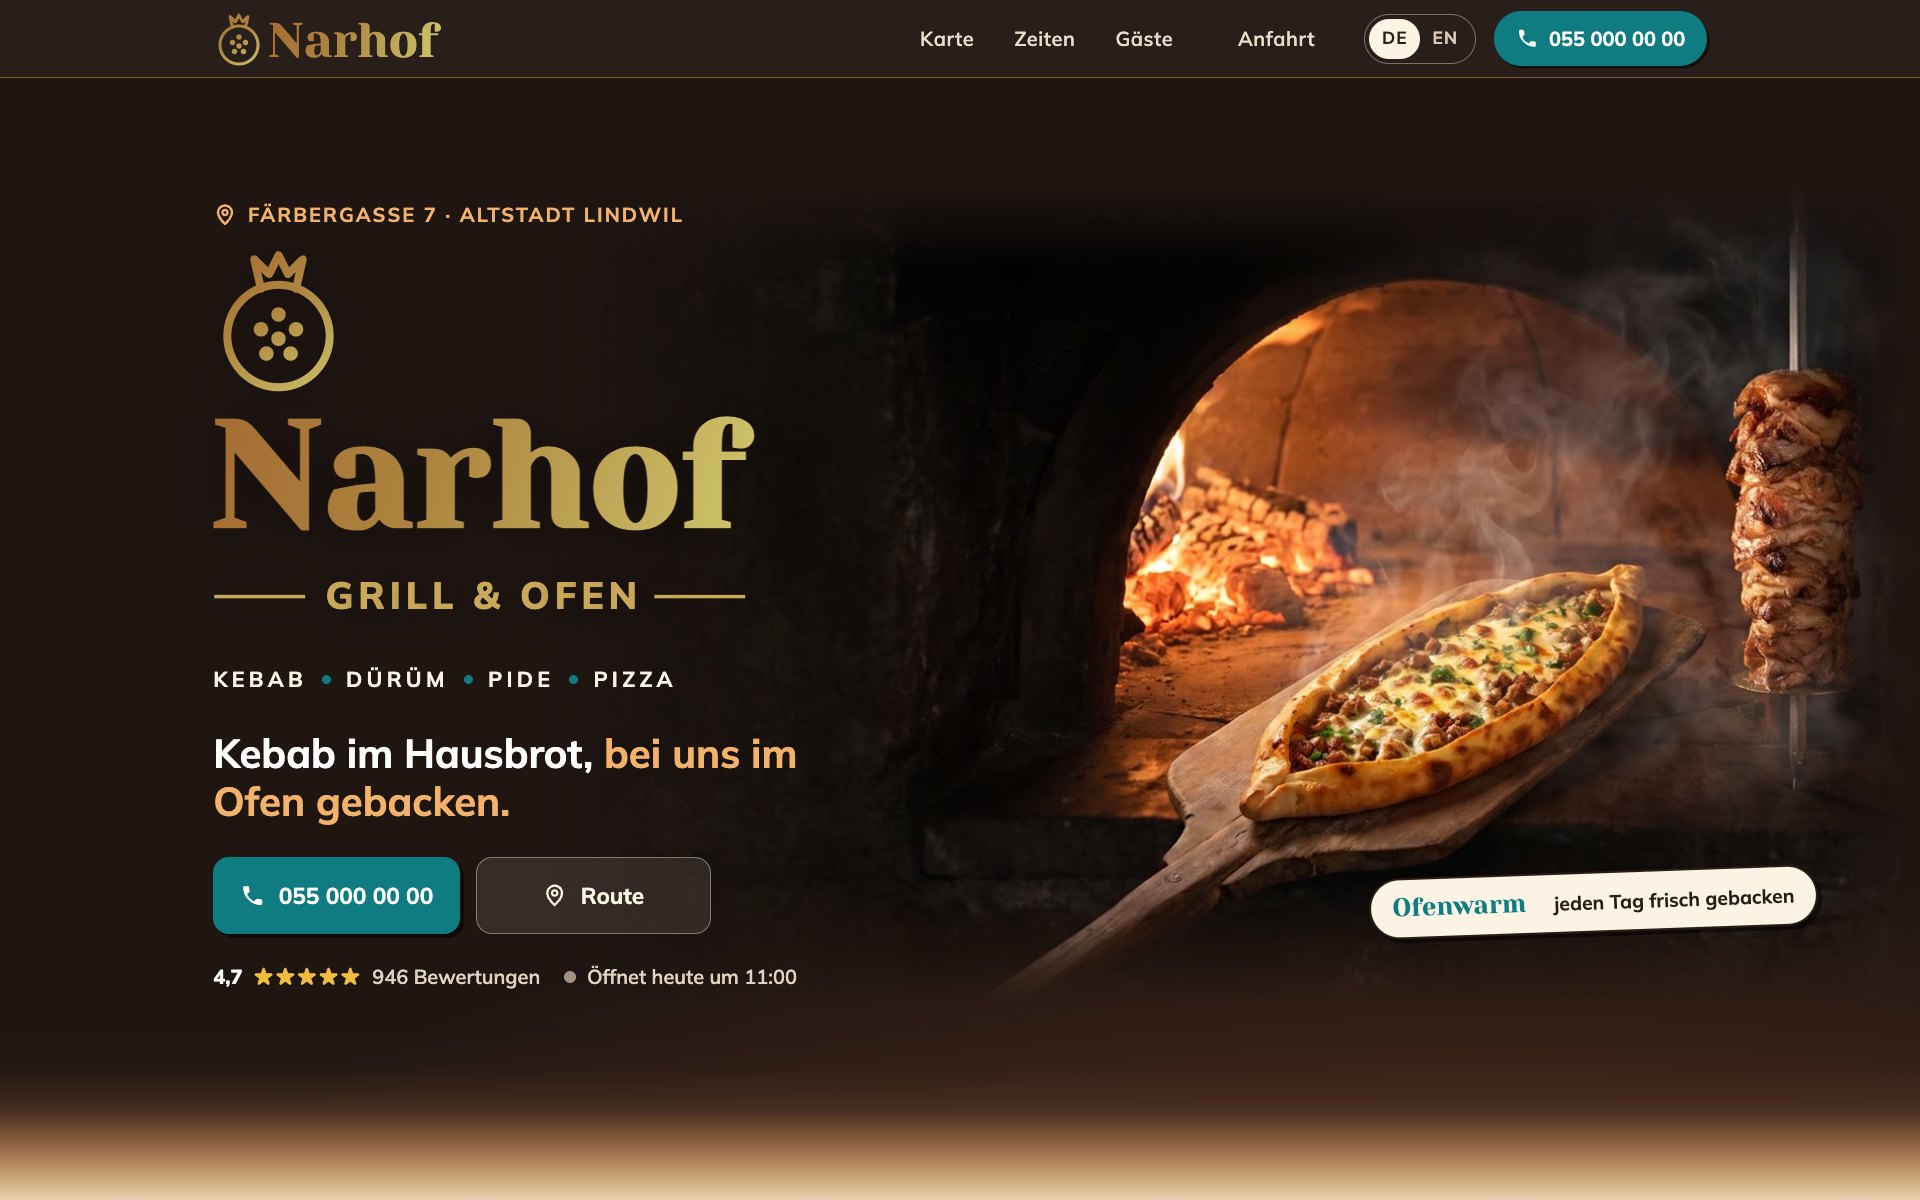 Narhof
Karte Zeiten Gäste Anfahrt DE EN 055 000 00 00
FÄRBERGASSE 7 · ALTSTADT LINDWIL
Narhof
GRILL & OFEN
KEBAB • DÜRÜM • PIDE • PIZZA
Kebab im Hausbrot, bei uns im
Ofen gebacken.
055 000 00 00 Route
Ofenwarm jeden Tag frisch gebacken
4,7 ★★★★★ 946 Bewertungen ● Öffnet heute um 11:00